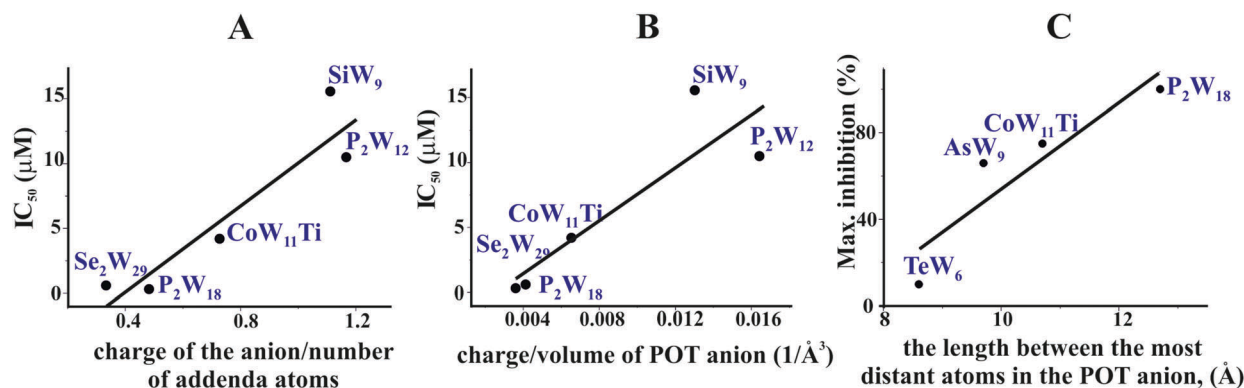 A
IC₅₀ (μM)
15
10
5
0
SiW₉
P₂W₁₂
CoW₁₁Ti
Se₂W₂₉
P₂W₁₈
0.4 0.8 1.2
charge of the anion/number
of addenda atoms
B
IC₅₀ (μM)
15
10
5
0
SiW₉
P₂W₁₂
CoW₁₁Ti
Se₂W₂₉
P₂W₁₈
0.004 0.008 0.012 0.016
charge/volume of POT anion (1/Å³)
C
Max. inhibition (%)
80
40
0
P₂W₁₈
CoW₁₁Ti
AsW₉
TeW₆
8 10 12
the length between the most
distant atoms in the POT anion, (Å)